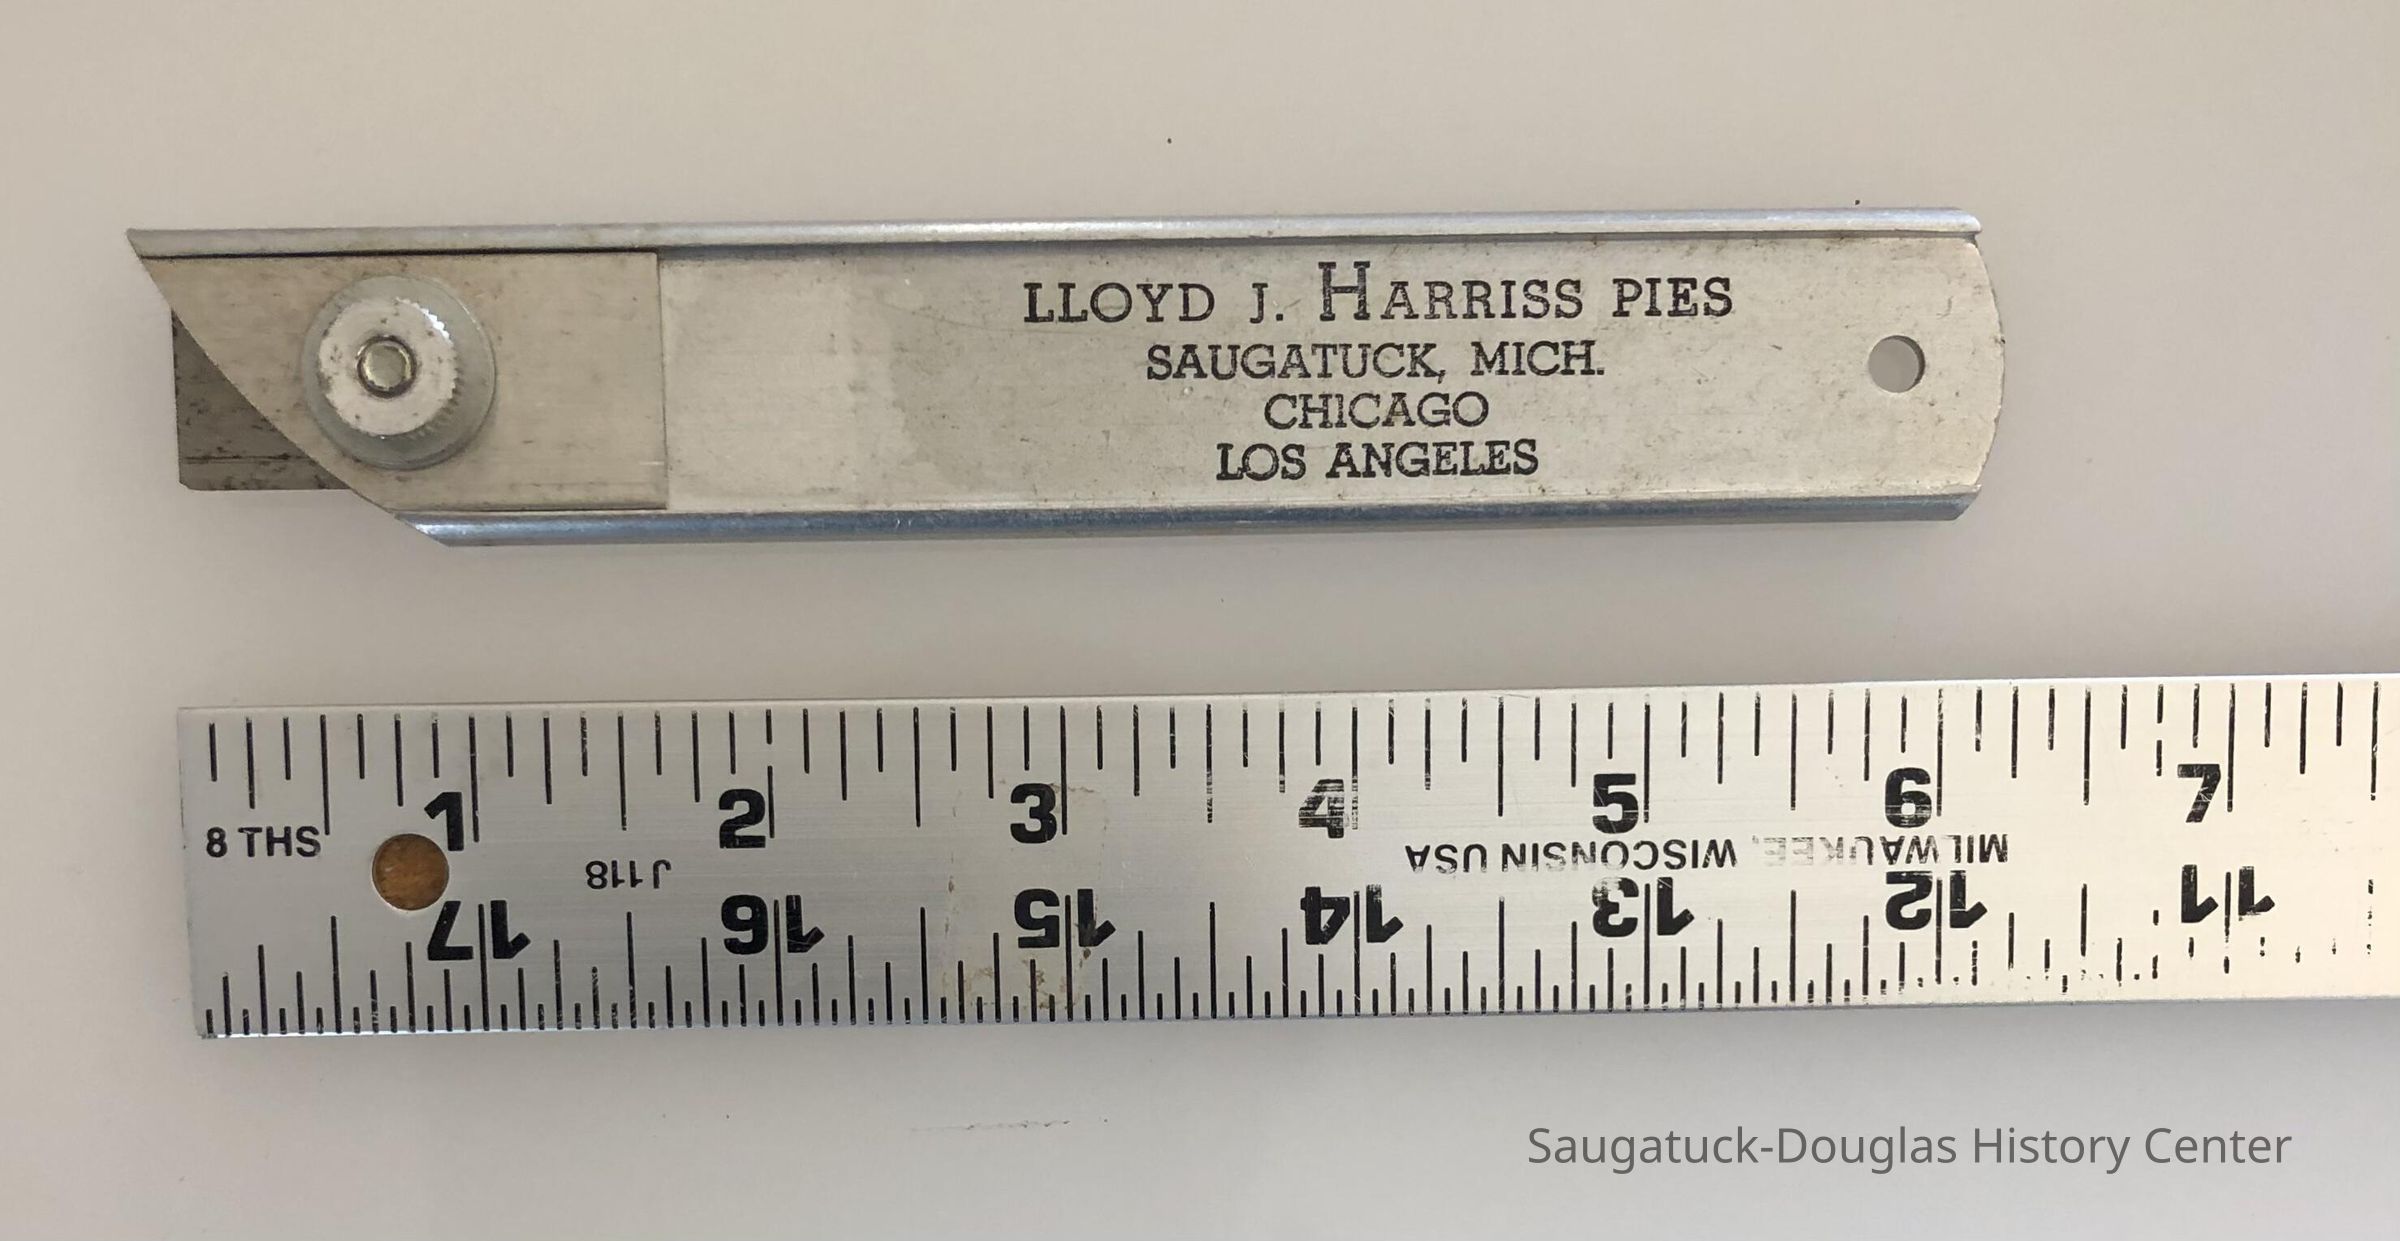 LLOYD J. HARRISS PIES
SAUGATUCK, MICH.
CHICAGO
LOS ANGELES
1 2 3 4 5 6 7
8 THS
MILWAUKEE, WISCONSIN USA
J118
17 16 15 14 13 12 11
Saugatuck-Douglas History Center